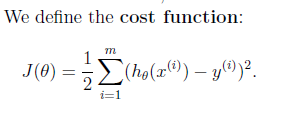 We define the cost function:
J(θ) = 1/2 ∑_{i=1}^{m} (h_θ(x^{(i)}) − y^{(i)})².